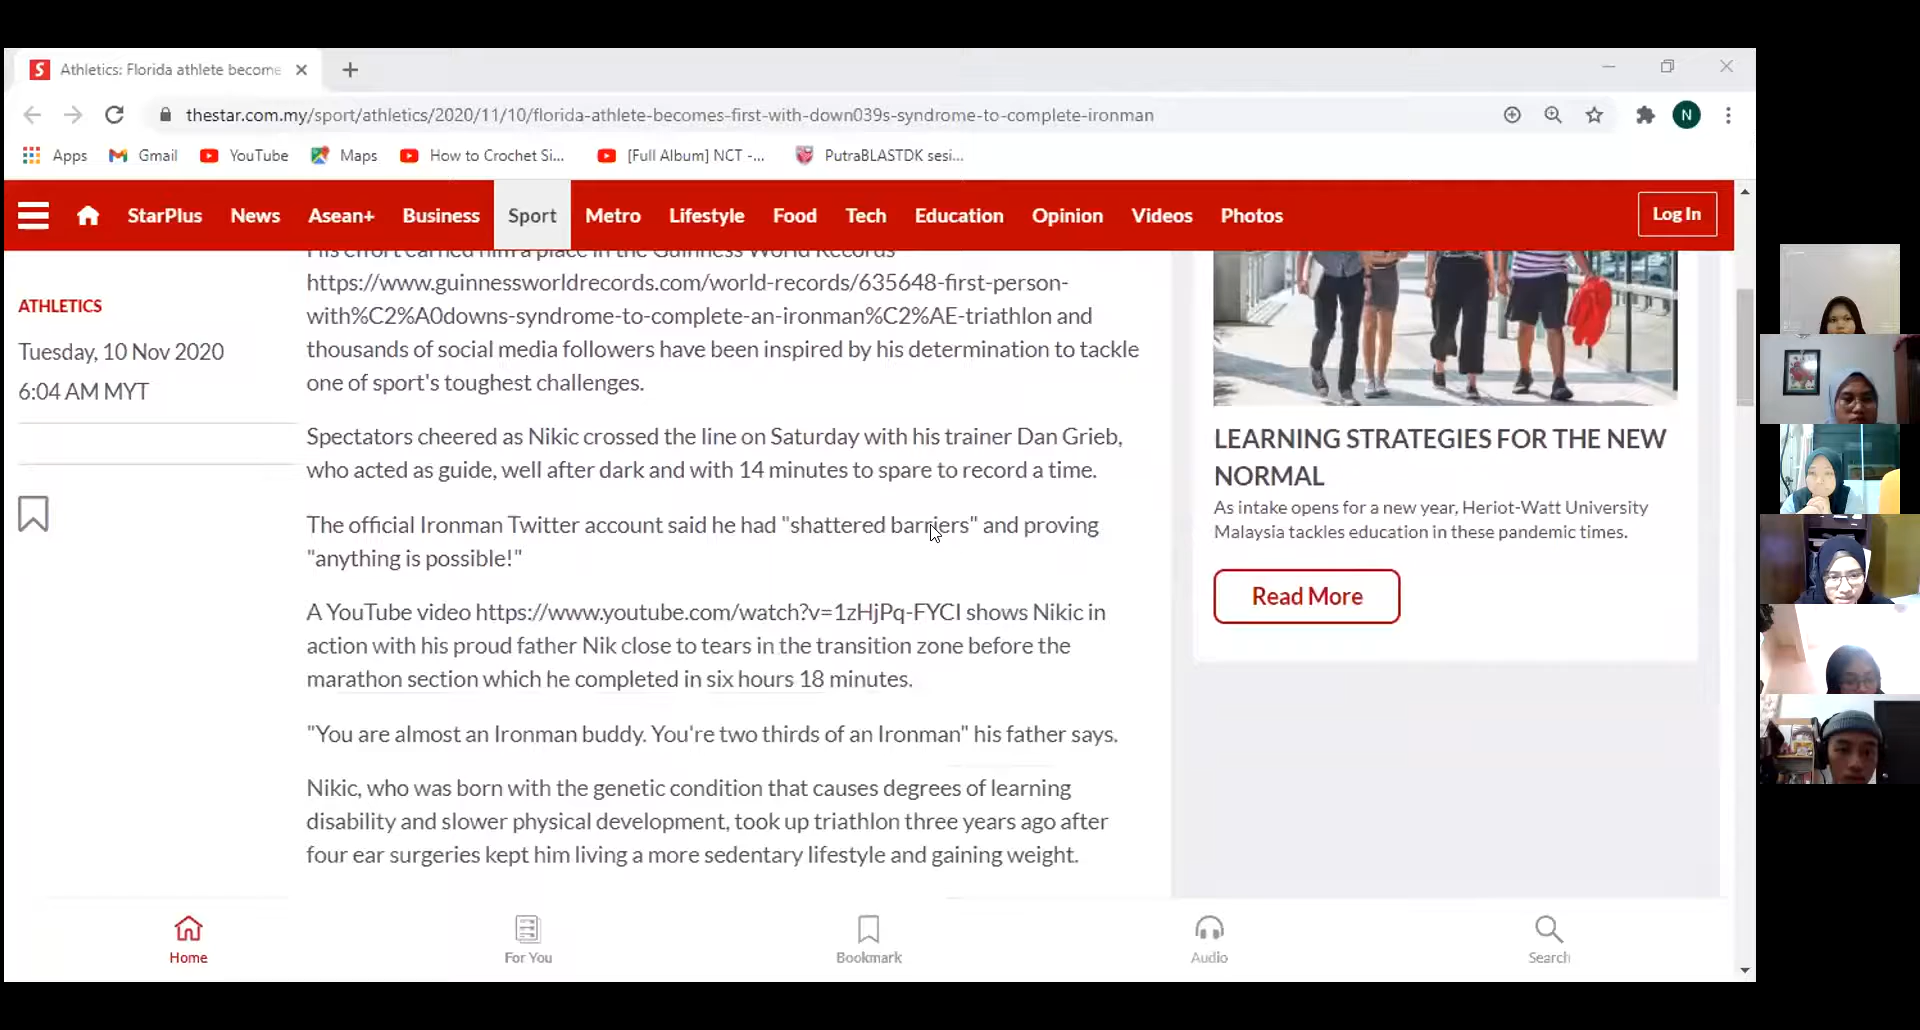 Athletics: Florida athlete become
thestar.com.my/sport/athletics/2020/11/10/florida-athlete-becomes-first-with-down039s-syndrome-to-complete-ironman
N
Apps Gmail YouTube Maps How to Crochet Si... [Full Album] NCT -... PutraBLASTDK sesi...
StarPlus News Asean+ Business Sport Metro Lifestyle Food Tech Education Opinion Videos Photos Log In
ATHLETICS
Tuesday, 10 Nov 2020
6:04 AM MYT
His effort earned him a place in the Guinness World Records
https://www.guinnessworldrecords.com/world-records/635648-first-person-
with%C2%A0downs-syndrome-to-complete-an-ironman%C2%AE-triathlon and
thousands of social media followers have been inspired by his determination to tackle
one of sport's toughest challenges.
Spectators cheered as Nikic crossed the line on Saturday with his trainer Dan Grieb,
who acted as guide, well after dark and with 14 minutes to spare to record a time.
The official Ironman Twitter account said he had "shattered barriers" and proving
"anything is possible!"
A YouTube video https://www.youtube.com/watch?v=1zHjPq-FYCI shows Nikic in
action with his proud father Nik close to tears in the transition zone before the
marathon section which he completed in six hours 18 minutes.
"You are almost an Ironman buddy. You're two thirds of an Ironman" his father says.
Nikic, who was born with the genetic condition that causes degrees of learning
disability and slower physical development, took up triathlon three years ago after
four ear surgeries kept him living a more sedentary lifestyle and gaining weight.
LEARNING STRATEGIES FOR THE NEW
NORMAL
As intake opens for a new year, Heriot-Watt University
Malaysia tackles education in these pandemic times.
Read More
Home For You Bookmark Audio Search